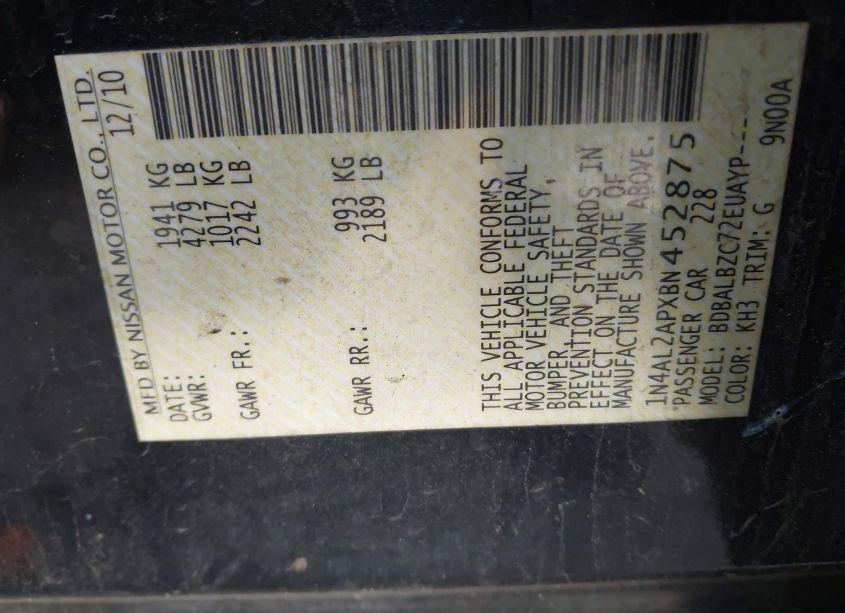 MFD BY NISSAN MOTOR CO., LTD.
DATE: 12/10
GVWR: 1941 KG
4279 LB
GAWR FR.: 1017 KG
2242 LB
GAWR RR.: 993 KG
2189 LB
THIS VEHICLE CONFORMS TO
ALL APPLICABLE FEDERAL
MOTOR VEHICLE SAFETY,
BUMPER, AND THEFT
PREVENTION STANDARDS IN
EFFECT ON THE DATE OF
MANUFACTURE SHOWN ABOVE.
1N4AL2APXBN452875
PASSENGER CAR 228
MODEL: BDBALBZC72EUAYP----
COLOR: KH3 TRIM: G 9N00A